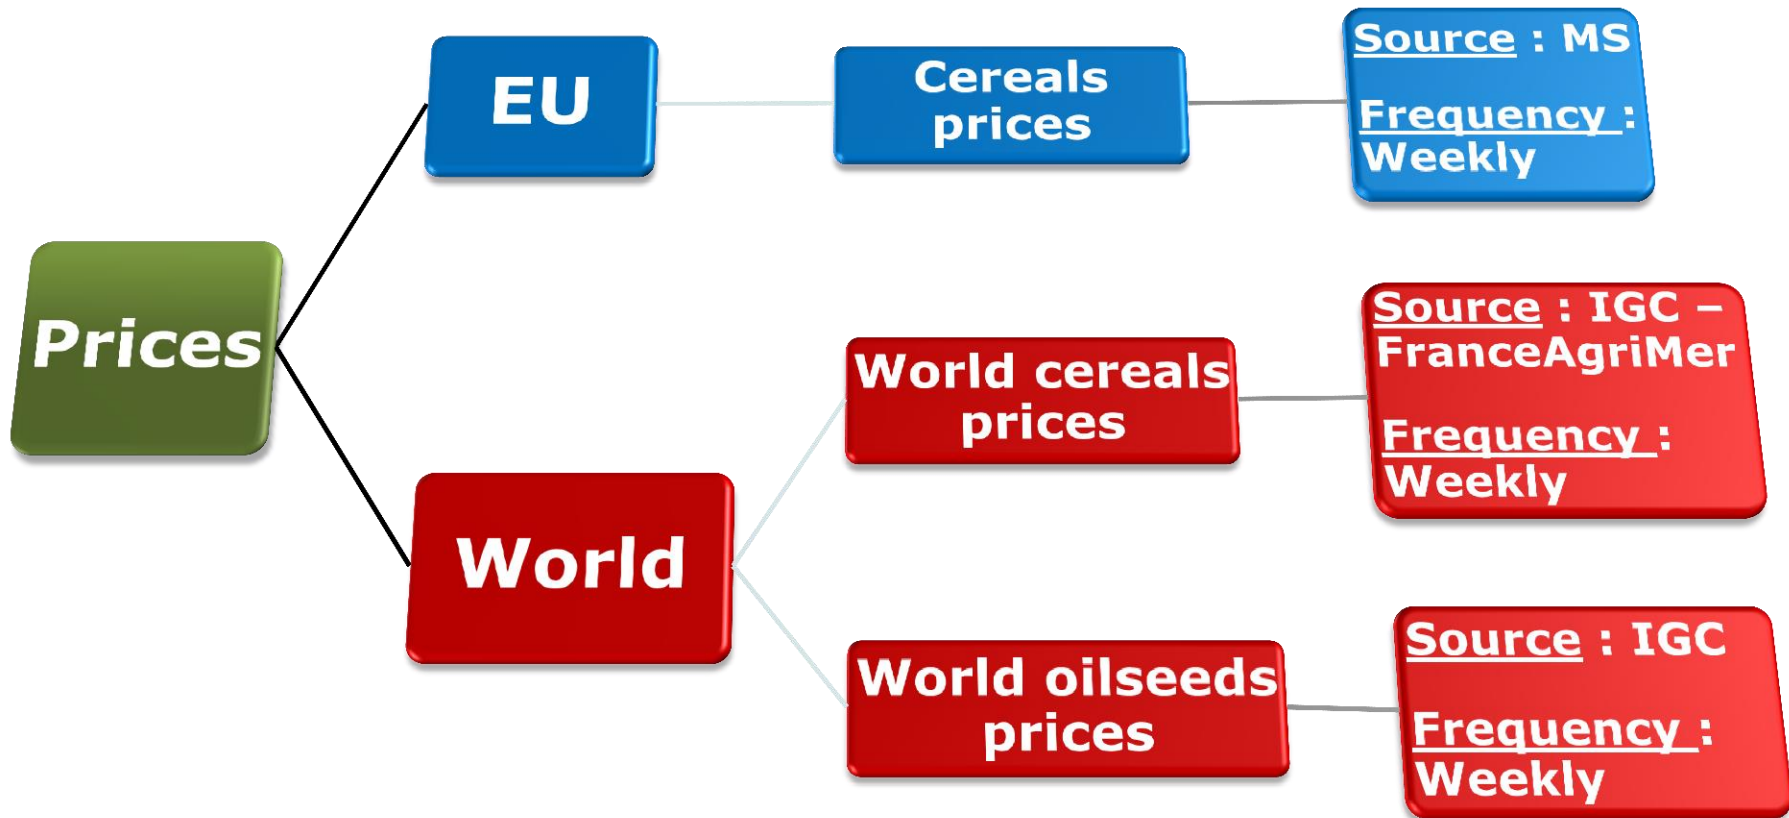 Prices
EU
Cereals
prices
Source : MS
Frequency :
Weekly
World
World cereals
prices
Source : IGC –
FranceAgriMer
Frequency :
Weekly
World oilseeds
prices
Source : IGC
Frequency :
Weekly